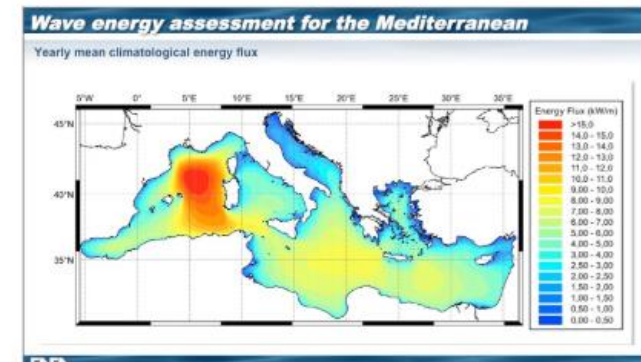 Wave energy assessment for the Mediterranean
Yearly mean climatological energy flux
5°W 0° 5°E 10°E 15°E 20°E 25°E 30°E 35°E
45°N
40°N
35°N
Energy Flux (kW/m)
>15,0
14,0 - 15,0
13,0 - 14,0
12,0 - 13,0
11,0 - 12,0
10,0 - 11,0
9,00 - 10,0
8,00 - 9,00
7,00 - 8,00
6,00 - 7,00
5,00 - 6,00
4,00 - 5,00
3,00 - 4,00
2,50 - 3,00
2,00 - 2,50
1,50 - 2,00
1,00 - 1,50
0,50 - 1,00
0,00 - 0,50